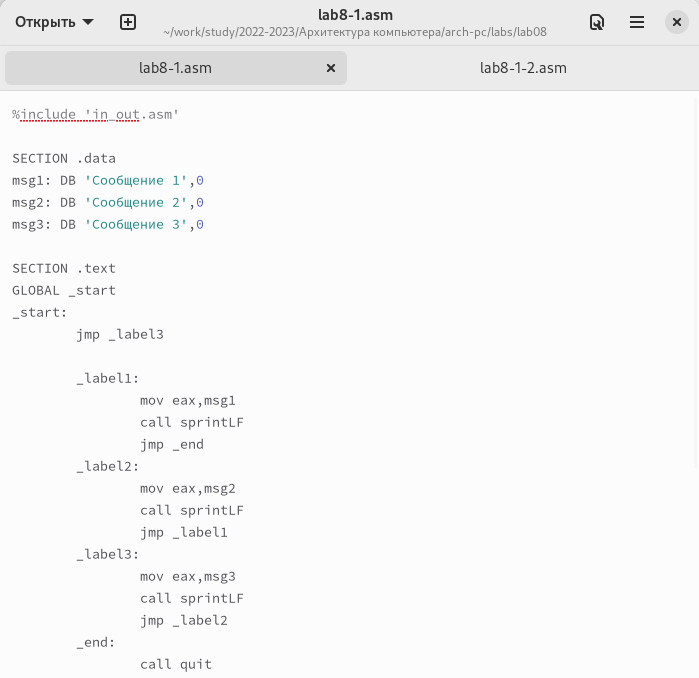 Открыть
lab8-1.asm
~/work/study/2022-2023/Архитектура компьютера/arch-pc/labs/lab08
lab8-1.asm
lab8-1-2.asm
%include 'in_out.asm'
SECTION .data
msg1: DB 'Сообщение 1',0
msg2: DB 'Сообщение 2',0
msg3: DB 'Сообщение 3',0
SECTION .text
GLOBAL _start
_start:
jmp _label3
_label1:
mov eax,msg1
call sprintLF
jmp _end
_label2:
mov eax,msg2
call sprintLF
jmp _label1
_label3:
mov eax,msg3
call sprintLF
jmp _label2
_end:
call quit